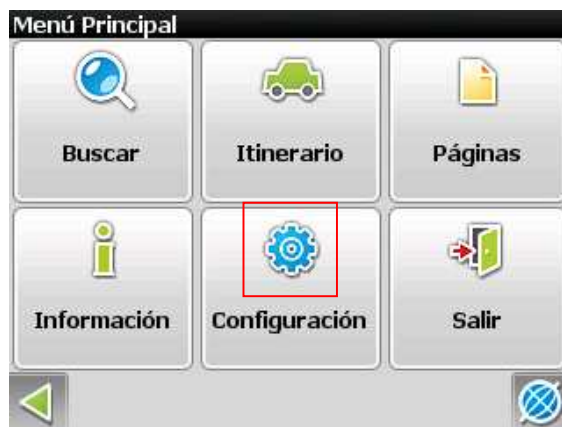 Menú Principal
Buscar
Itinerario
Páginas
Información
Configuración
Salir